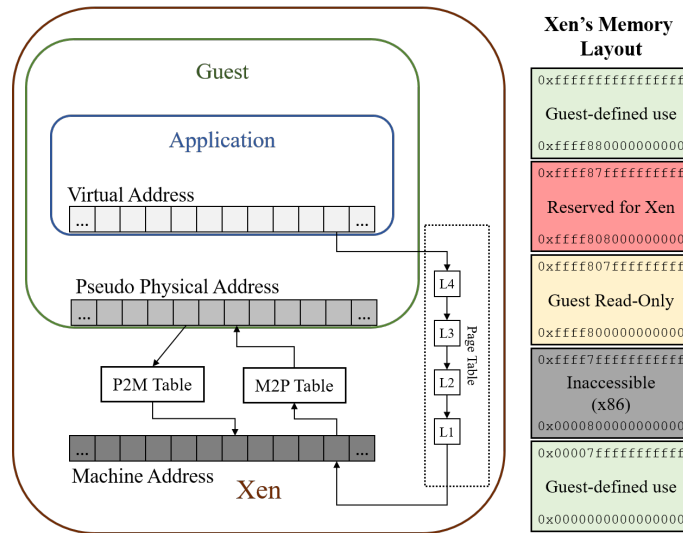 Guest
Application
Virtual Address
...
...
Pseudo Physical Address
...
...
P2M Table
M2P Table
...
...
Machine Address
Xen
L4
L3
L2
L1
Page Table
Xen's Memory
Layout
0xffffffffffffffff
Guest-defined use
0xffff880000000000
0xffff87ffffffffff
Reserved for Xen
0xffff808000000000
0xffff807fffffffff
Guest Read-Only
0xffff800000000000
0xffff7fffffffffff
Inaccessible
(x86)
0x0000800000000000
0x00007fffffffffff
Guest-defined use
0x0000000000000000